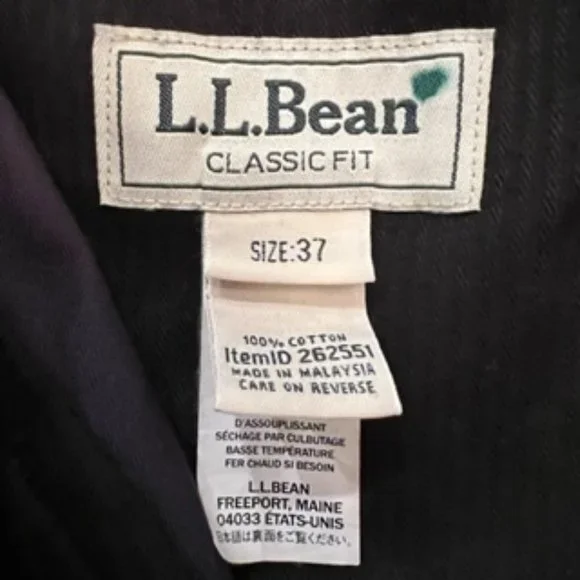 L.L.Bean
CLASSIC FIT
SIZE:37
100% COTTON
ItemID 262551
MADE IN MALAYSIA
CARE ON REVERSE
D'ASSOUPLISSANT
SÉCHAGE PAR CULBUTAGE
BASSE TEMPÉRATURE
FER CHAUD SI BESOIN
L.L.BEAN
FREEPORT, MAINE
04033 ÉTATS-UNIS
日本語は裏面をご覧ください。